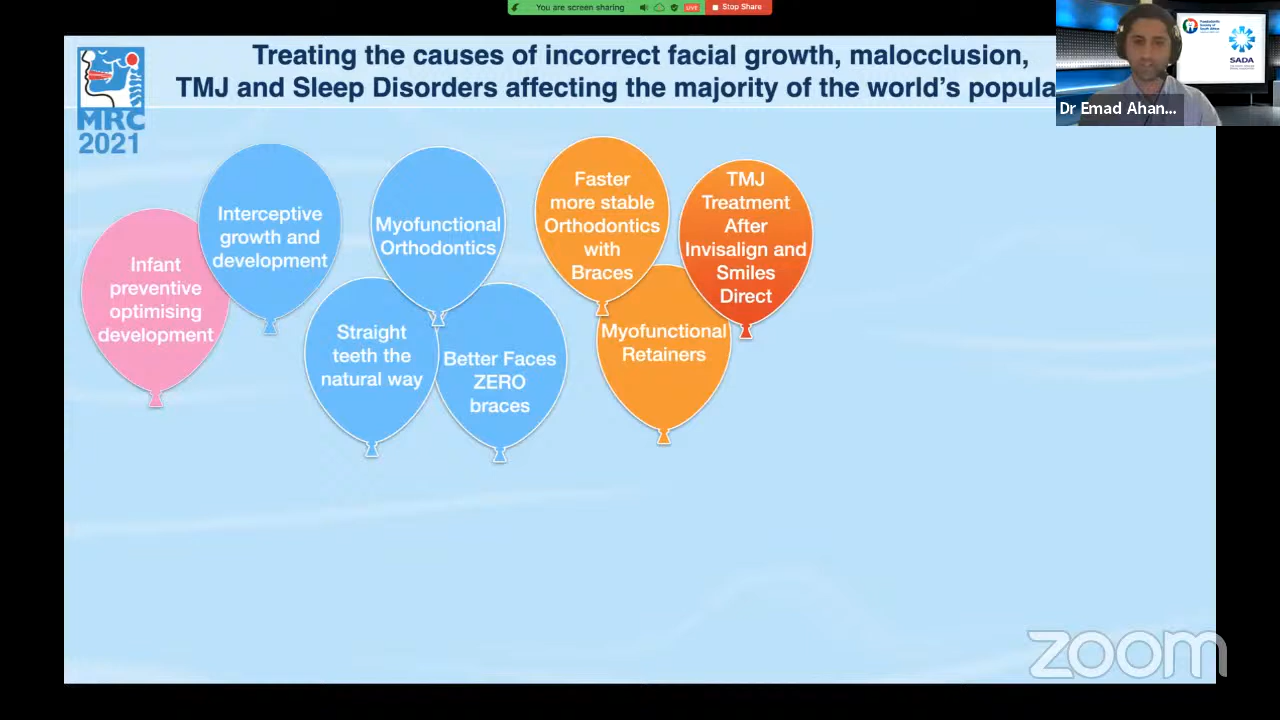 You are screen sharing
LIVE
Stop Share
Treating the causes of incorrect facial growth, malocclusion,
TMJ and Sleep Disorders affecting the majority of the world's popula
MRC
2021
SADA
Dr Emad Ahan...
Infant
preventive
optimising
development
Interceptive
growth and
development
Straight
teeth the
natural way
Myofunctional
Orthodontics
Better Faces
ZERO
braces
Faster
more stable
Orthodontics
with
Braces
Myofunctional
Retainers
TMJ
Treatment
After
Invisalign and
Smiles
Direct
zoom